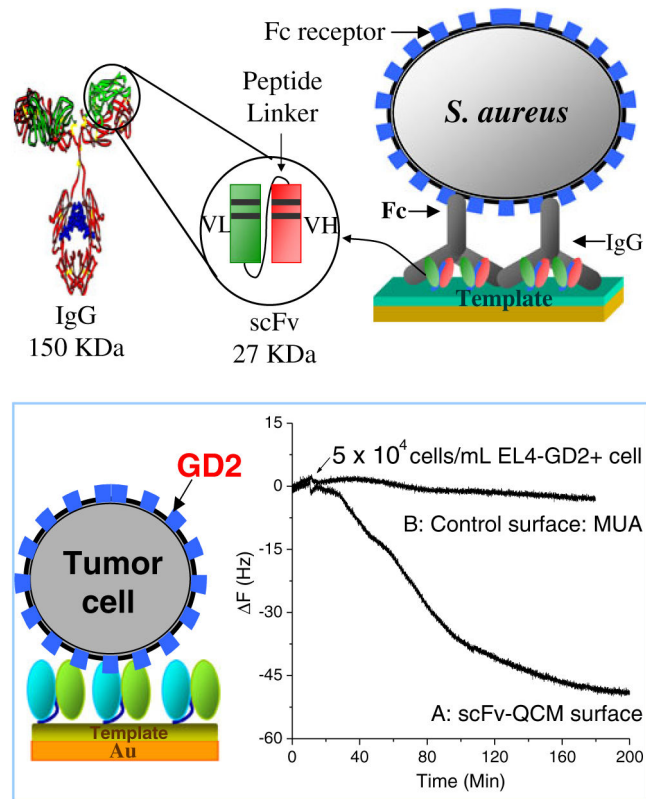 Fc receptor
Peptide
Linker
S. aureus
VL
VH
Fc
IgG
Template
IgG
150 KDa
scFv
27 KDa
GD2
Tumor
cell
Template
Au
15
0
-15
-30
-45
-60
ΔF (Hz)
5 x 10⁴ cells/mL EL4-GD2+ cell
B: Control surface: MUA
A: scFv-QCM surface
0 40 80 120 160 200
Time (Min)